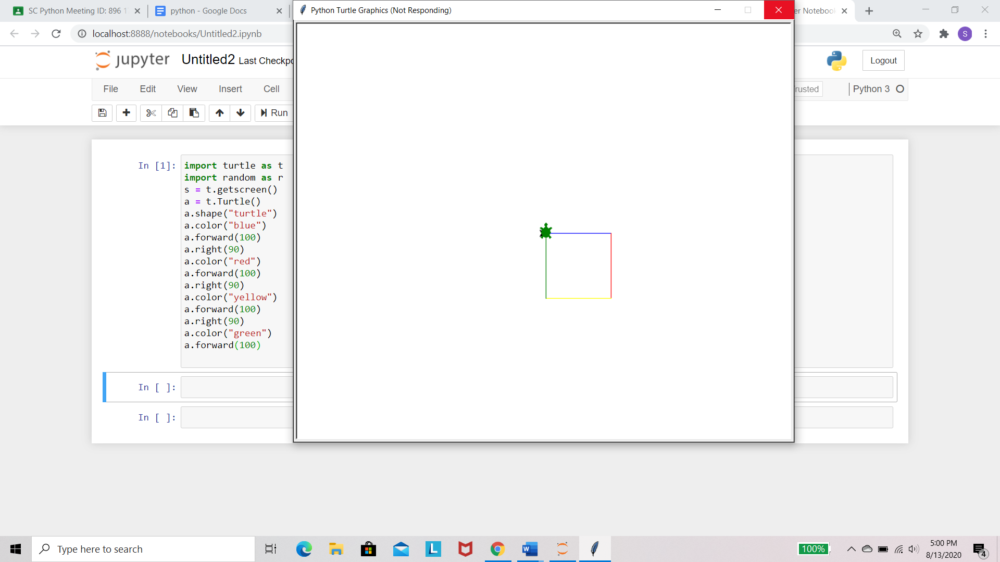 SC Python Meeting ID: 896 1
python - Google Docs
Python Turtle Graphics (Not Responding)
er Notebook
localhost:8888/notebooks/Untitled2.ipynb
S
jupyter Untitled2 Last Checkpo
Logout
File Edit View Insert Cell
rusted
Python 3
Run
In [1]:
import turtle as t
import random as r
s = t.getscreen()
a = t.Turtle()
a.shape("turtle")
a.color("blue")
a.forward(100)
a.right(90)
a.color("red")
a.forward(100)
a.right(90)
a.color("yellow")
a.forward(100)
a.right(90)
a.color("green")
a.forward(100)
In [ ]:
In [ ]:
Type here to search
L
W
100%
5:00 PM
8/13/2020
4